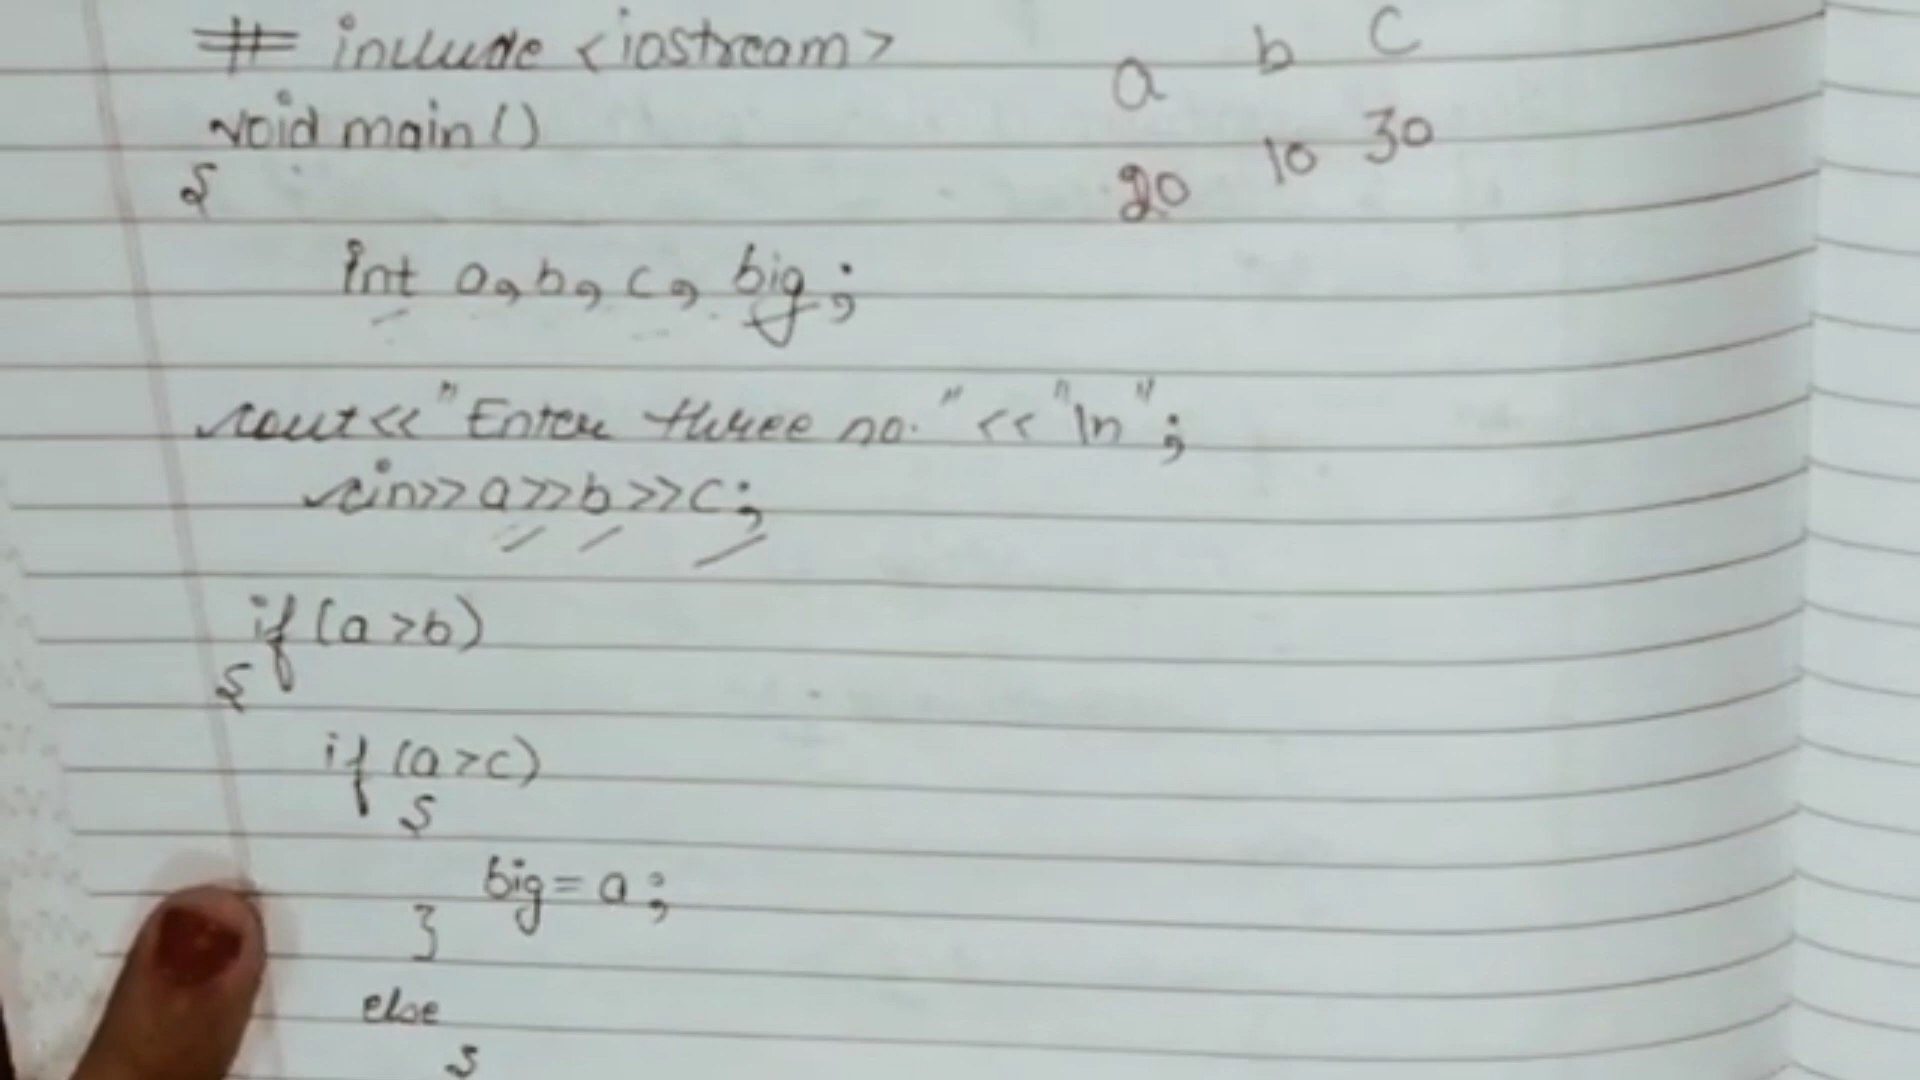 # include <iostream>
void main()
{
int a, b, c, big;
cout<<"Enter three no."<<"\n";
cin>>a>>b>>c;
if (a>b)
{
if (a>c)
{
big=a;
}
else
{
a b c
20 10 30